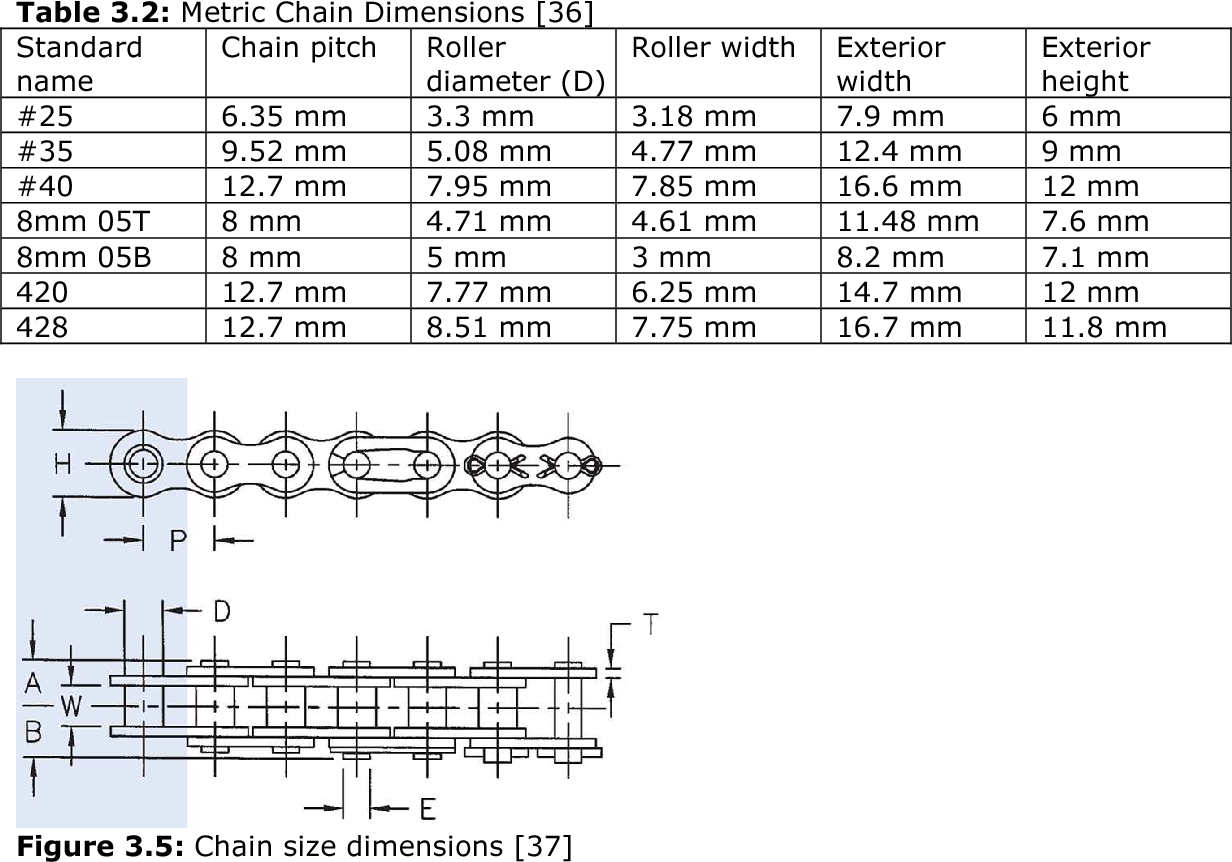 Table 3.2: Metric Chain Dimensions [36]
Standard name Chain pitch Roller diameter (D) Roller width Exterior width Exterior height
#25 6.35 mm 3.3 mm 3.18 mm 7.9 mm 6 mm
#35 9.52 mm 5.08 mm 4.77 mm 12.4 mm 9 mm
#40 12.7 mm 7.95 mm 7.85 mm 16.6 mm 12 mm
8mm 05T 8 mm 4.71 mm 4.61 mm 11.48 mm 7.6 mm
8mm 05B 8 mm 5 mm 3 mm 8.2 mm 7.1 mm
420 12.7 mm 7.77 mm 6.25 mm 14.7 mm 12 mm
428 12.7 mm 8.51 mm 7.75 mm 16.7 mm 11.8 mm
H
P
D
T
A
W
B
E
Figure 3.5: Chain size dimensions [37]